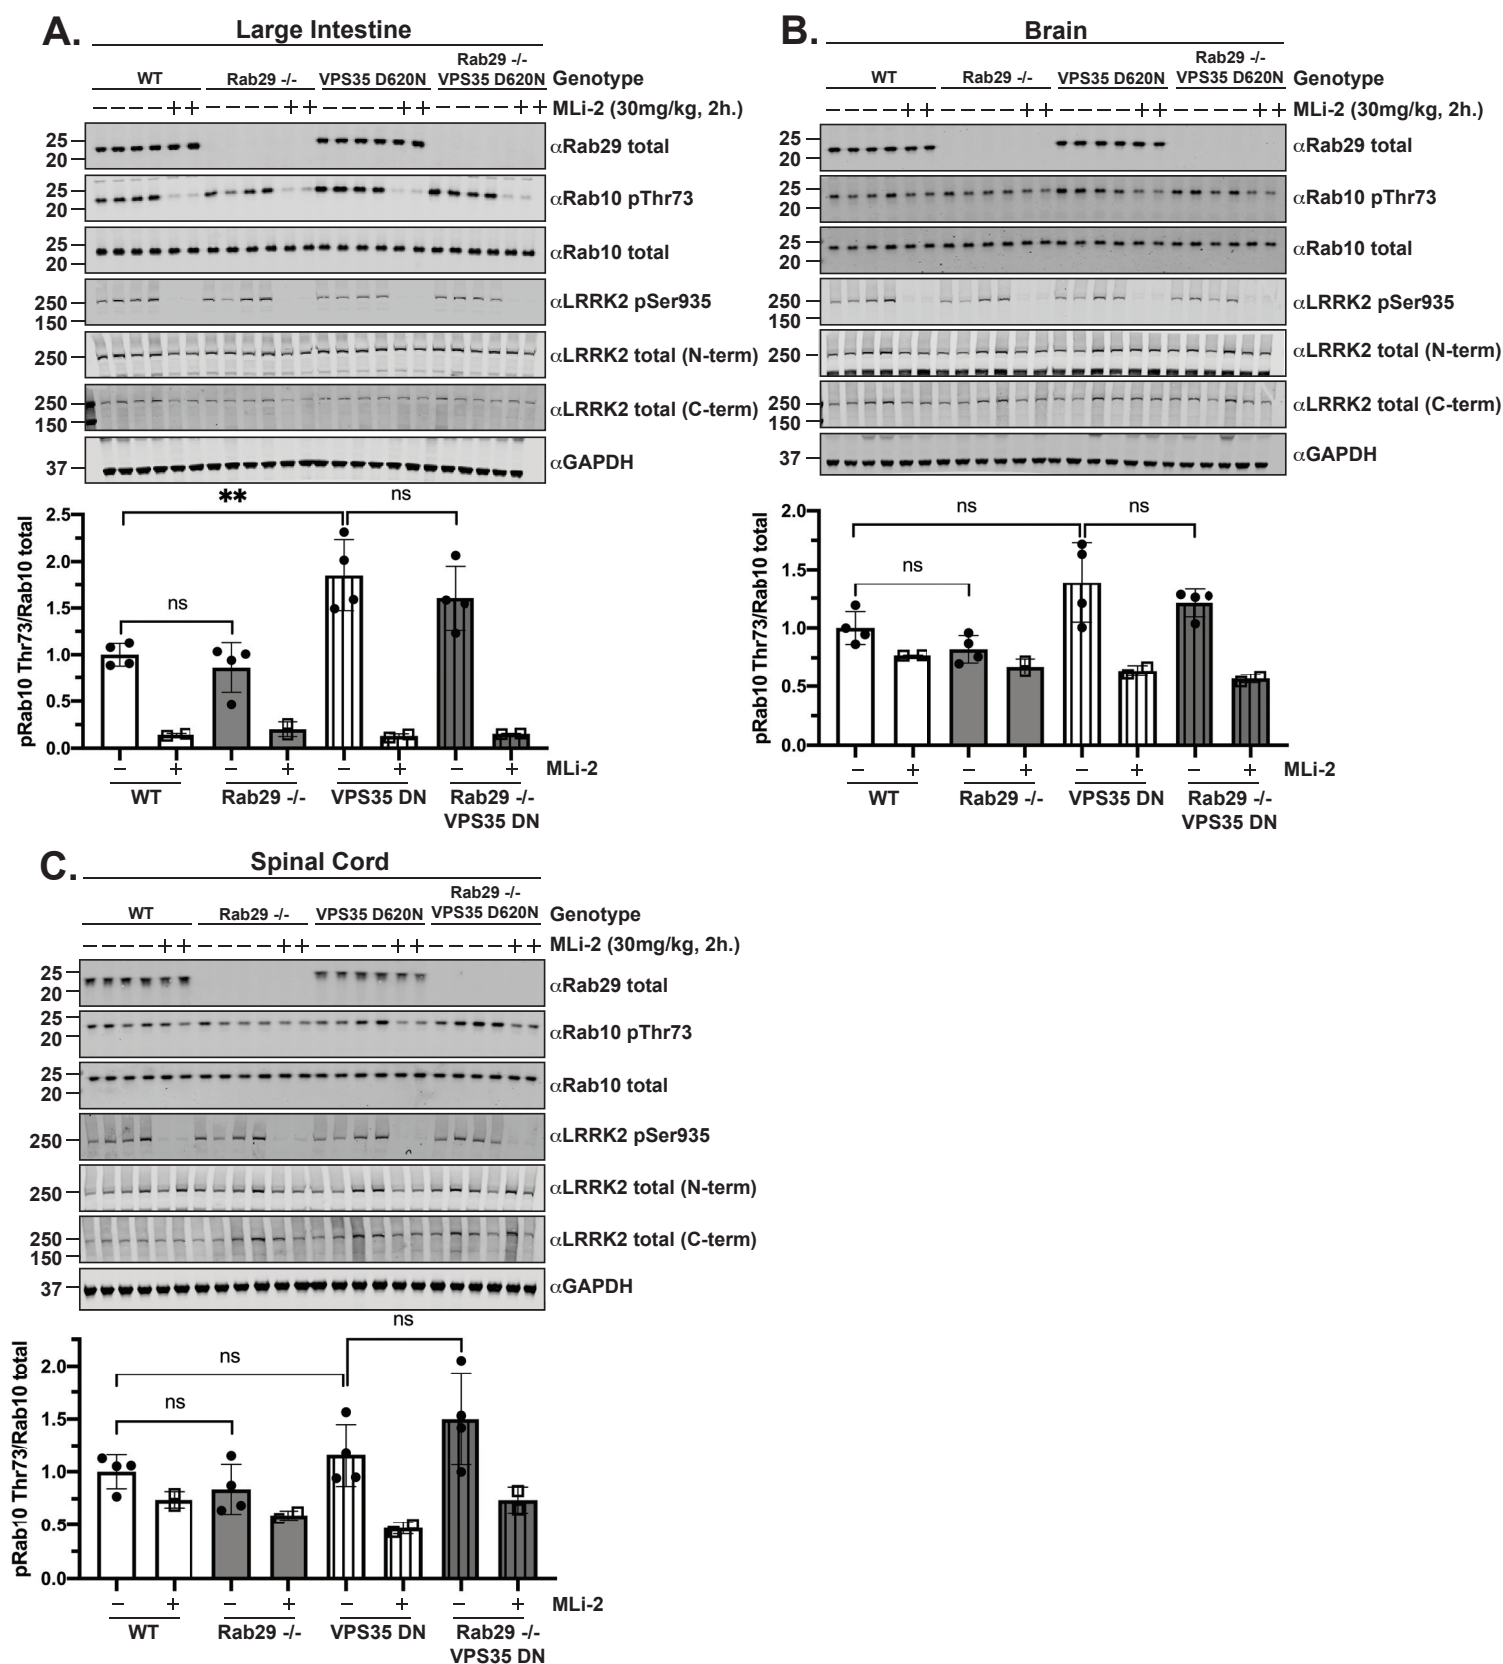 A.
Large Intestine
WT Rab29 -/- VPS35 D620N Rab29 -/- VPS35 D620N Genotype
– – – – + + – – – – + + – – – – + + – – – – + + MLi-2 (30mg/kg, 2h.)
25
20
αRab29 total
25
20
αRab10 pThr73
25
20
αRab10 total
250
150
αLRRK2 pSer935
250
αLRRK2 total (N-term)
250
150
αLRRK2 total (C-term)
37
αGAPDH
pRab10 Thr73/Rab10 total
2.5
2.0
1.5
1.0
0.5
0.0
ns
**
ns
– + – + – + – + MLi-2
WT Rab29 -/- VPS35 DN Rab29 -/-
VPS35 DN
B.
Brain
WT Rab29 -/- VPS35 D620N Rab29 -/- VPS35 D620N Genotype
– – – – + + – – – – + + – – – – + + – – – – + + MLi-2 (30mg/kg, 2h.)
25
20
αRab29 total
25
20
αRab10 pThr73
25
20
αRab10 total
250
150
αLRRK2 pSer935
250
αLRRK2 total (N-term)
250
150
αLRRK2 total (C-term)
37
αGAPDH
pRab10 Thr73/Rab10 total
2.0
1.5
1.0
0.5
0.0
ns
ns
ns
– + – + – + – + MLi-2
WT Rab29 -/- VPS35 DN Rab29 -/-
VPS35 DN
C.
Spinal Cord
WT Rab29 -/- VPS35 D620N Rab29 -/- VPS35 D620N Genotype
– – – – + + – – – – + + – – – – + + – – – – + + MLi-2 (30mg/kg, 2h.)
25
20
αRab29 total
25
20
αRab10 pThr73
25
20
αRab10 total
250
αLRRK2 pSer935
250
αLRRK2 total (N-term)
250
150
αLRRK2 total (C-term)
37
αGAPDH
pRab10 Thr73/Rab10 total
2.0
1.5
1.0
0.5
0.0
ns
ns
ns
– + – + – + – + MLi-2
WT Rab29 -/- VPS35 DN Rab29 -/-
VPS35 DN